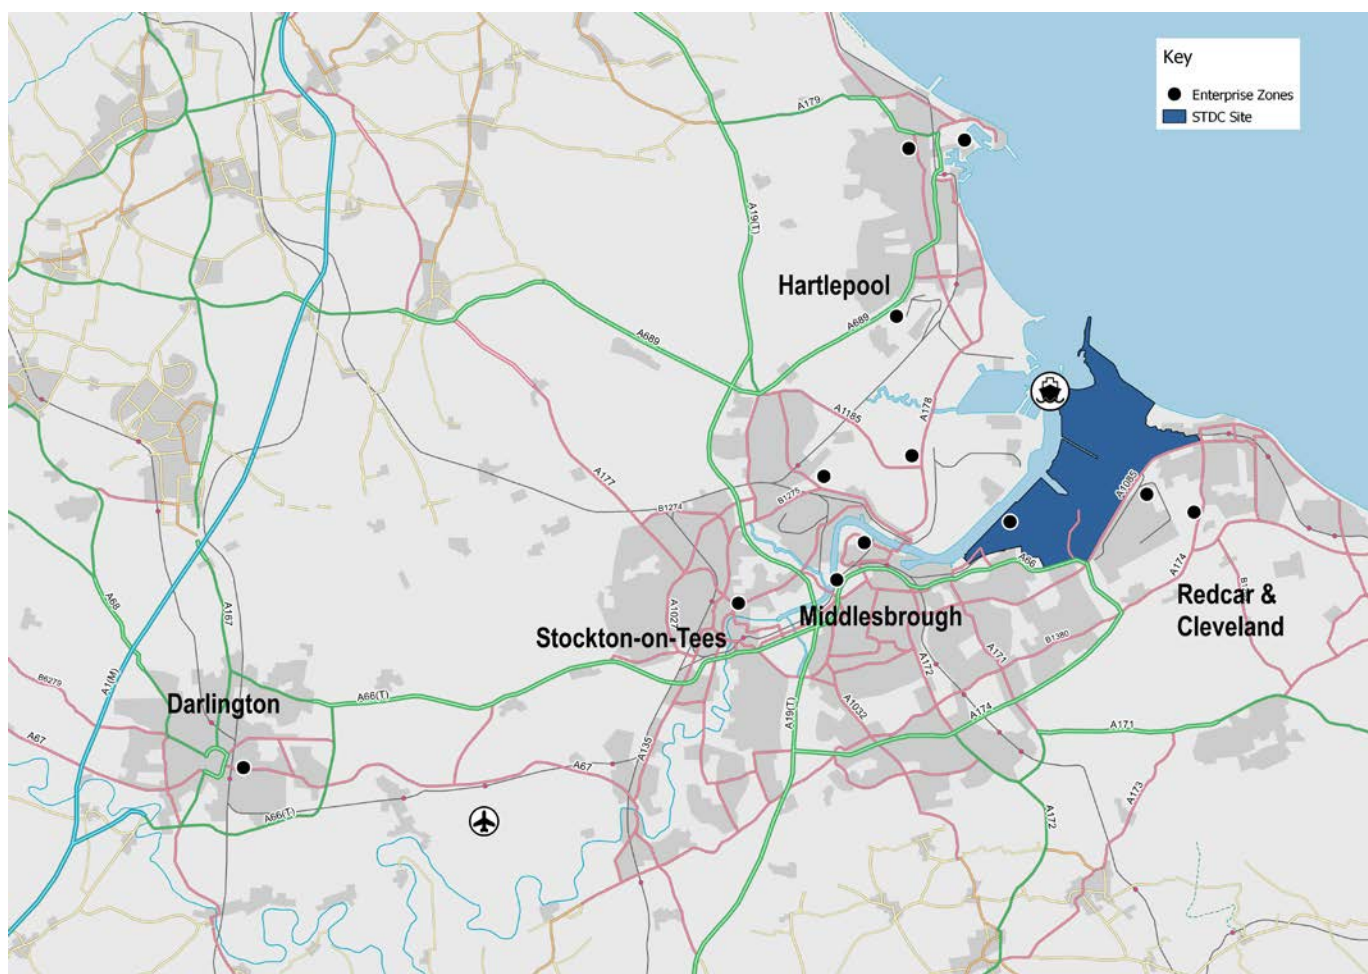 Key
Enterprise Zones
STDC Site
A179
A19(T)
Hartlepool
A689
A689
A1185
A178
A177
B1274
B1275
A1085
A66
A174
Redcar &
Cleveland
A68
A167
A1027
Stockton-on-Tees
Middlesbrough
B1380
A171
A172
A1(M)
B6279
Darlington
A66(T)
A1032
A174
A171
A19(T)
A67
A135
A67
A66(T)
A173
A172